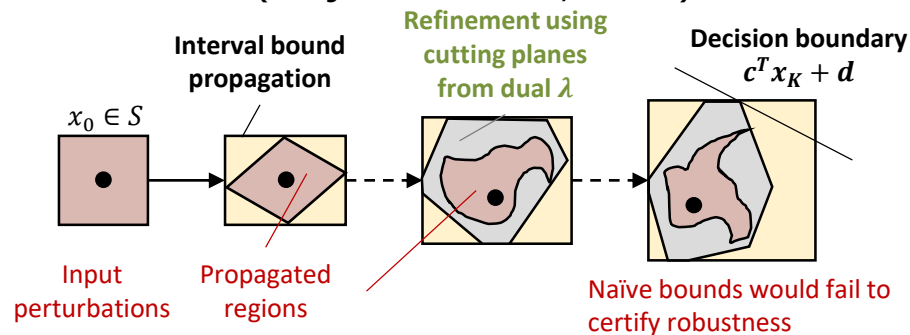 Refinement using
cutting planes
from dual λ
Interval bound
propagation
Decision boundary
c^T x_K + d
x_0 ∈ S
Input
perturbations
Propagated
regions
Naïve bounds would fail to
certify robustness